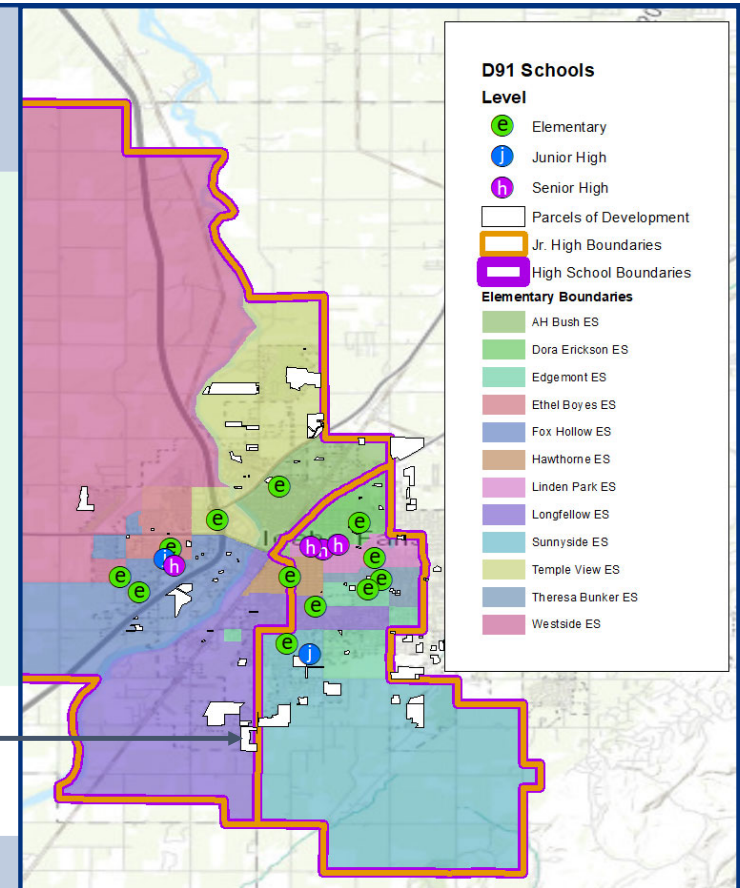 20
D91 Schools
Level
e Elementary
j Junior High
h Senior High
Parcels of Development
Jr. High Boundaries
High School Boundaries
Elementary Boundaries
AH Bush ES
Dora Erickson ES
Edgemont ES
Ethel Boyes ES
Fox Hollow ES
Hawthorne ES
Linden Park ES
Longfellow ES
Sunnyside ES
Temple View ES
Theresa Bunker ES
Westside ES
e
e
e
e
j
h
h
h
h
e
e
e
e
e
e
e
e
e
j